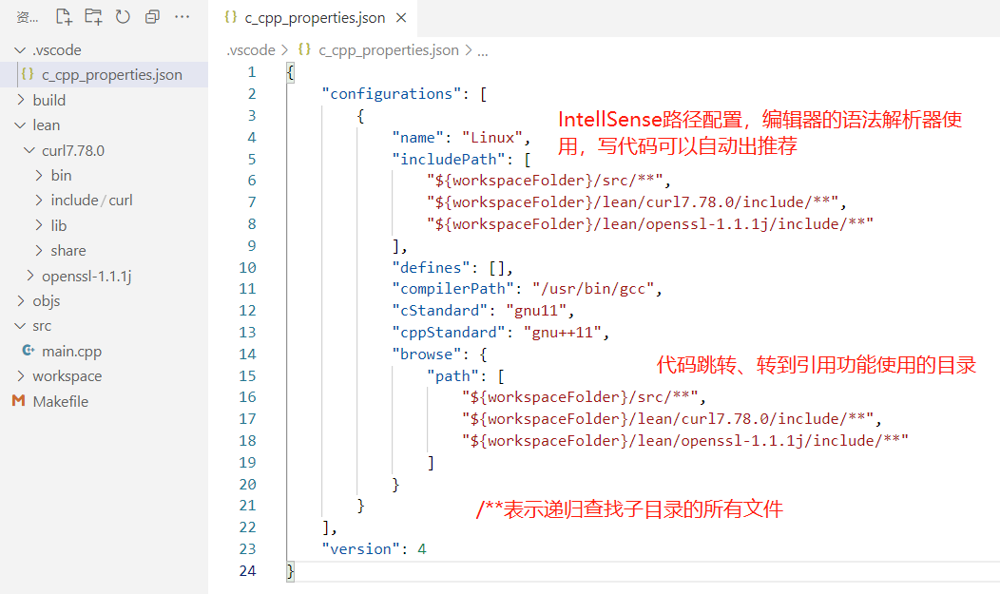 资...
c_cpp_properties.json
.vscode
c_cpp_properties.json
build
lean
curl7.78.0
bin
include/curl
lib
share
openssl-1.1.1j
objs
src
main.cpp
workspace
Makefile
.vscode > {} c_cpp_properties.json > ...
1 {
2 "configurations": [
3 {
4 "name": "Linux",
5 "includePath": [
6 "${workspaceFolder}/src/**",
7 "${workspaceFolder}/lean/curl7.78.0/include/**",
8 "${workspaceFolder}/lean/openssl-1.1.1j/include/**"
9 ],
10 "defines": [],
11 "compilerPath": "/usr/bin/gcc",
12 "cStandard": "gnu11",
13 "cppStandard": "gnu++11",
14 "browse": {
15 "path": [
16 "${workspaceFolder}/src/**",
17 "${workspaceFolder}/lean/curl7.78.0/include/**",
18 "${workspaceFolder}/lean/openssl-1.1.1j/include/**"
19 ]
20 }
21 }
22 ],
23 "version": 4
24 }
IntellSense路径配置，编辑器的语法解析器使
用，写代码可以自动出推荐
代码跳转、转到引用功能使用的目录
/**表示递归查找子目录的所有文件